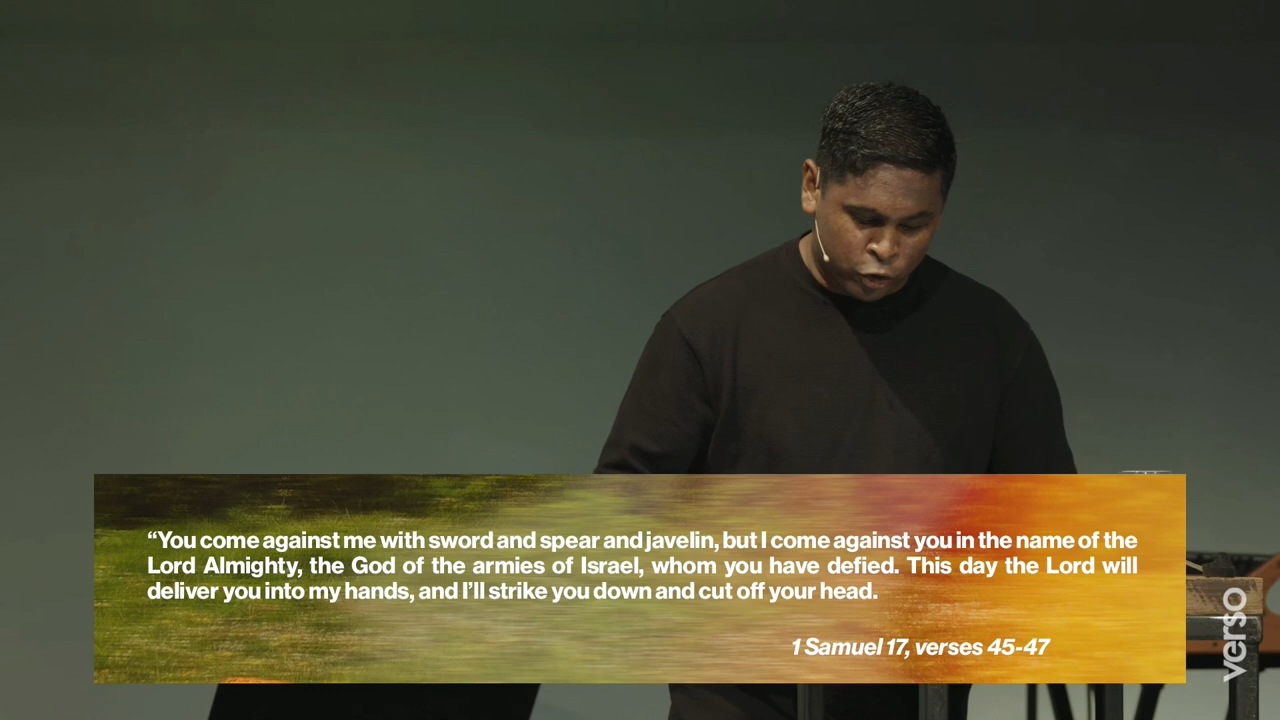 “You come against me with sword and spear and javelin, but I come against you in the name of the
Lord Almighty, the God of the armies of Israel, whom you have defied. This day the Lord will
deliver you into my hands, and I’ll strike you down and cut off your head.
1 Samuel 17, verses 45-47
verso